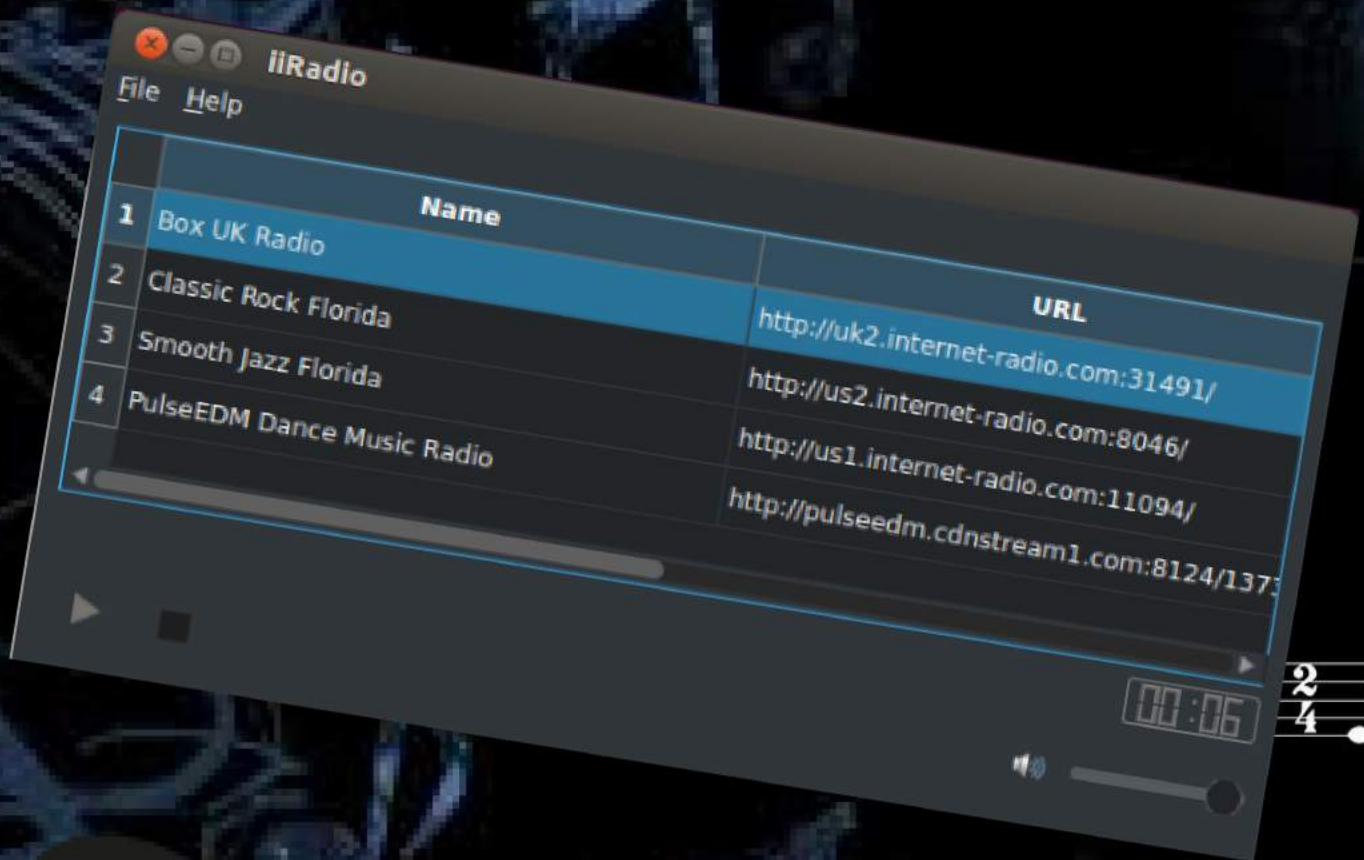 iiRadio
File Help
Name URL
1 Box UK Radio http://uk2.internet-radio.com:31491/
2 Classic Rock Florida http://us2.internet-radio.com:8046/
3 Smooth Jazz Florida http://us1.internet-radio.com:11094/
4 PulseEDM Dance Music Radio http://pulseedm.cdnstream1.com:8124/137
00:06
2
4